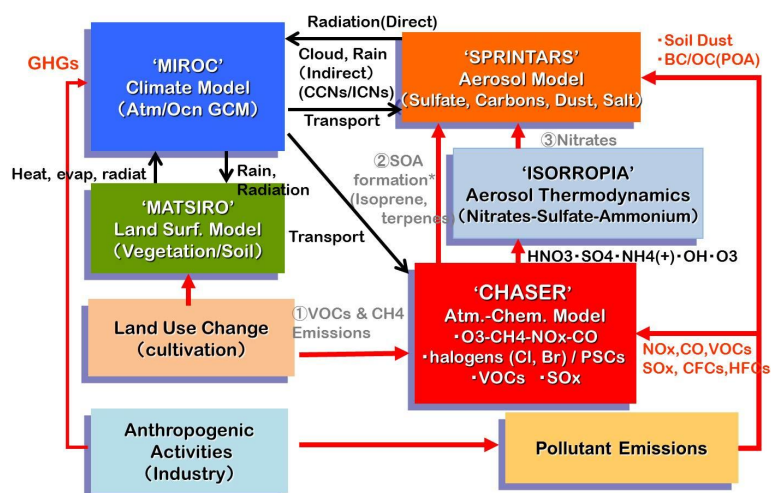 Radiation(Direct)
GHGs
'MIROC'
Climate Model
(Atm/Ocn GCM)
Cloud, Rain
(Indirect)
(CCNs/ICNs)
Transport
'SPRINTARS'
Aerosol Model
(Sulfate, Carbons, Dust, Salt)
・Soil Dust
・BC/OC(POA)
Heat, evap, radiat
Rain,
Radiation
②SOA
formation*
(Isoprene,
terpenes)
③Nitrates
'ISORROPIA'
Aerosol Thermodynamics
(Nitrates-Sulfate-Ammonium)
'MATSIRO'
Land Surf. Model
(Vegetation/Soil)
Transport
HNO3・SO4・NH4(+)・OH・O3
Land Use Change
(cultivation)
①VOCs & CH4
Emissions
'CHASER'
Atm.-Chem. Model
・O3-CH4-NOx-CO
・halogens (Cl, Br) / PSCs
・VOCs ・SOx
NOx,CO,VOCs
SOx, CFCs,HFCs
Anthropogenic
Activities
(Industry)
Pollutant Emissions